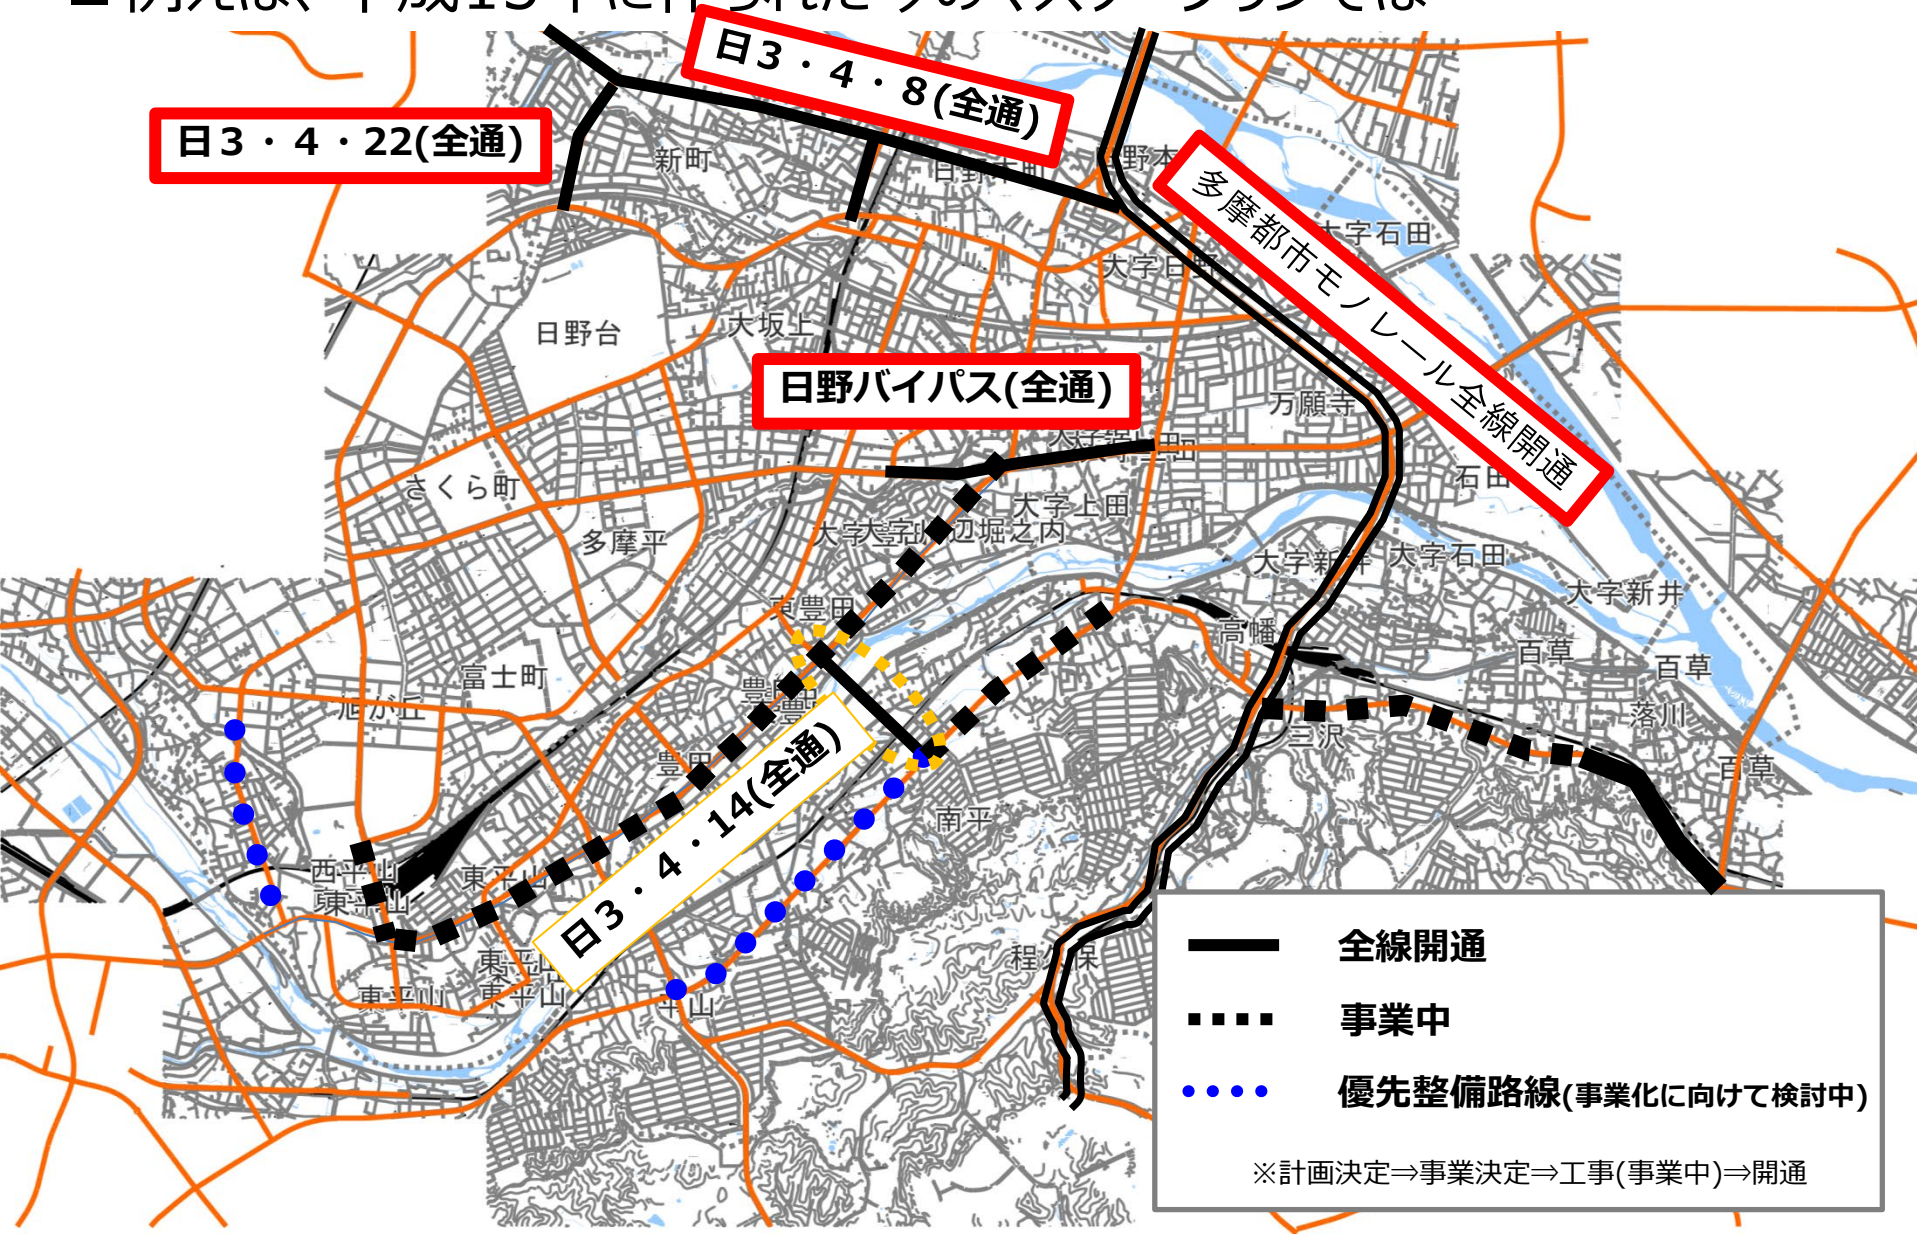 日3・4・8(全通)
日3・4・22(全通)
新町
多摩都市モノレール全線開通
大字石田
大字日野
日野台
大坂上
日野バイパス(全通)
万願寺
さくら町
石田
大字上田
多摩平
堀之内
大字新井
大字石田
大字新井
東豊田
高幡
百草
百草
富士町
旭が丘
落川
三沢
豊田
百草
日3・4・14(全通)
南平
西平山
東平山
東平山
程久保
東平山
東平山
平山
全線開通
事業中
優先整備路線(事業化に向けて検討中)
※計画決定⇒事業決定⇒工事(事業中)⇒開通